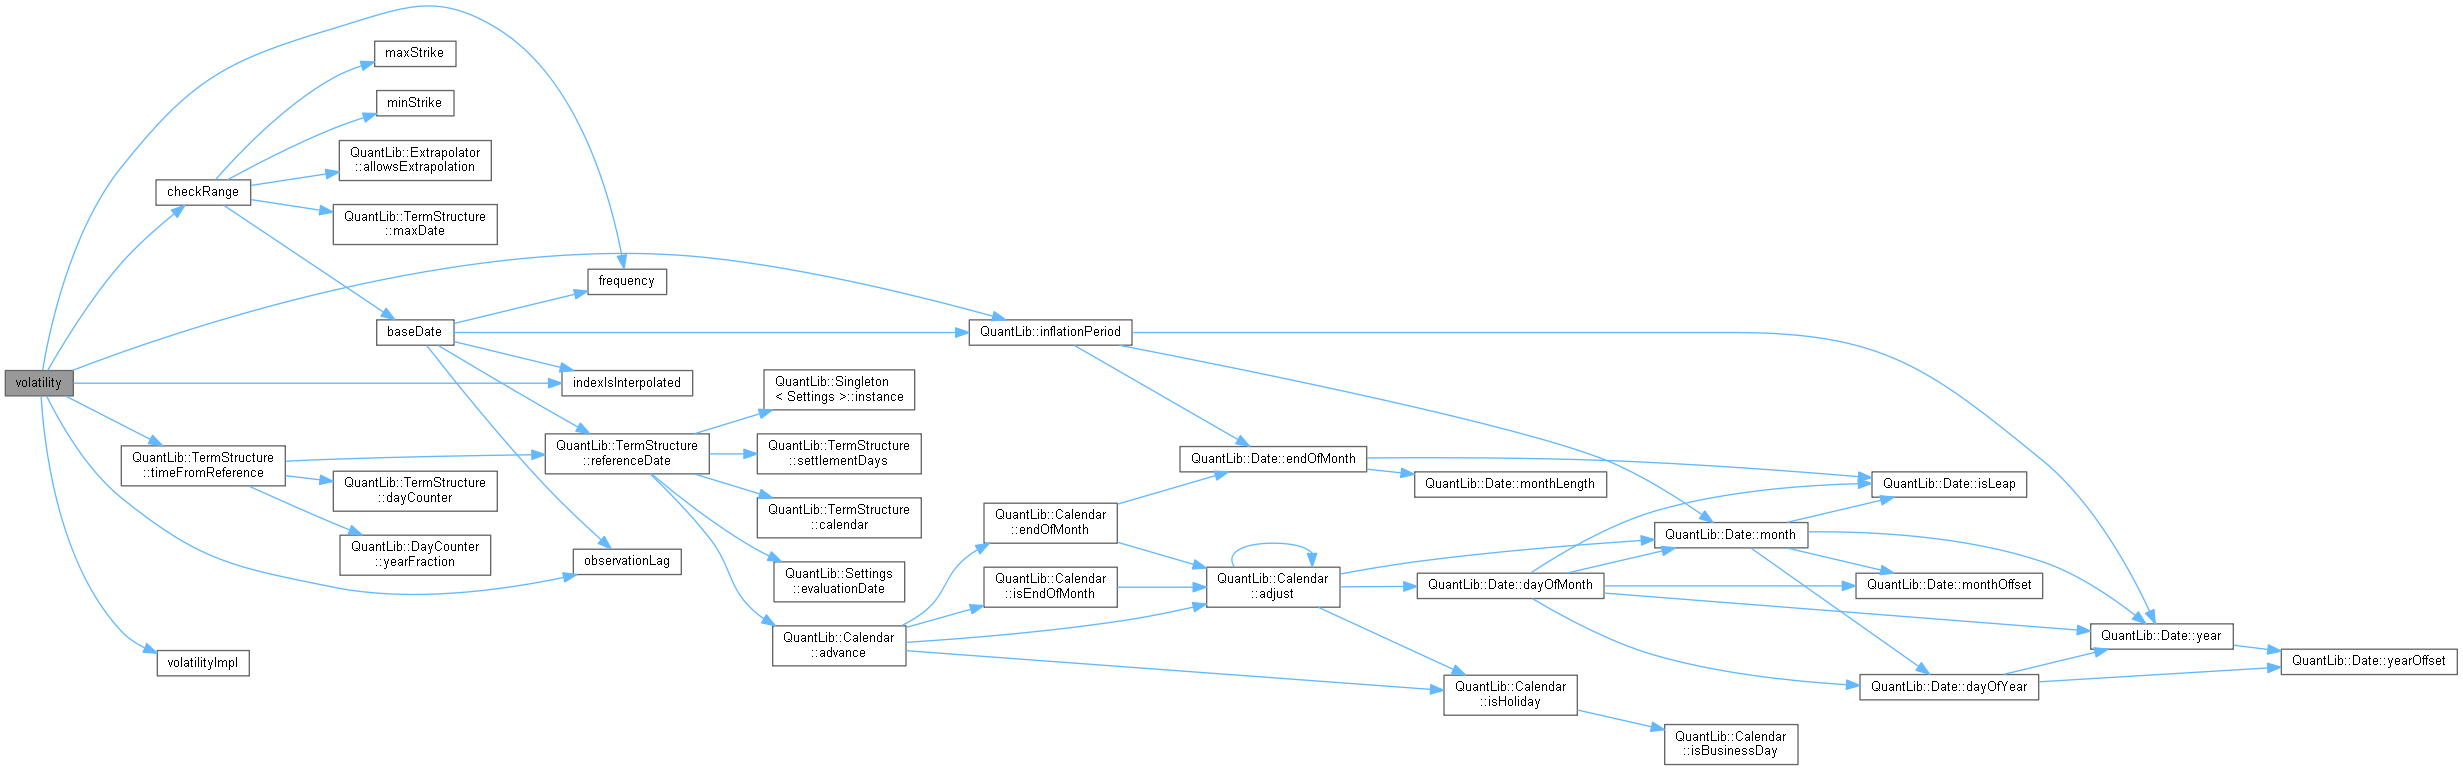 volatility
checkRange
QuantLib::TermStructure
::timeFromReference
volatilityImpl
maxStrike
minStrike
QuantLib::Extrapolator
::allowsExtrapolation
QuantLib::TermStructure
::maxDate
baseDate
QuantLib::TermStructure
::dayCounter
QuantLib::DayCounter
::yearFraction
frequency
indexIsInterpolated
QuantLib::TermStructure
::referenceDate
observationLag
QuantLib::Singleton
< Settings >::instance
QuantLib::TermStructure
::settlementDays
QuantLib::TermStructure
::calendar
QuantLib::Settings
::evaluationDate
QuantLib::Calendar
::advance
QuantLib::inflationPeriod
QuantLib::Calendar
::endOfMonth
QuantLib::Calendar
::isEndOfMonth
QuantLib::Date::endOfMonth
QuantLib::Calendar
::adjust
QuantLib::Date::monthLength
QuantLib::Date::dayOfMonth
QuantLib::Calendar
::isHoliday
QuantLib::Date::month
QuantLib::Calendar
::isBusinessDay
QuantLib::Date::isLeap
QuantLib::Date::monthOffset
QuantLib::Date::dayOfYear
QuantLib::Date::year
QuantLib::Date::yearOffset